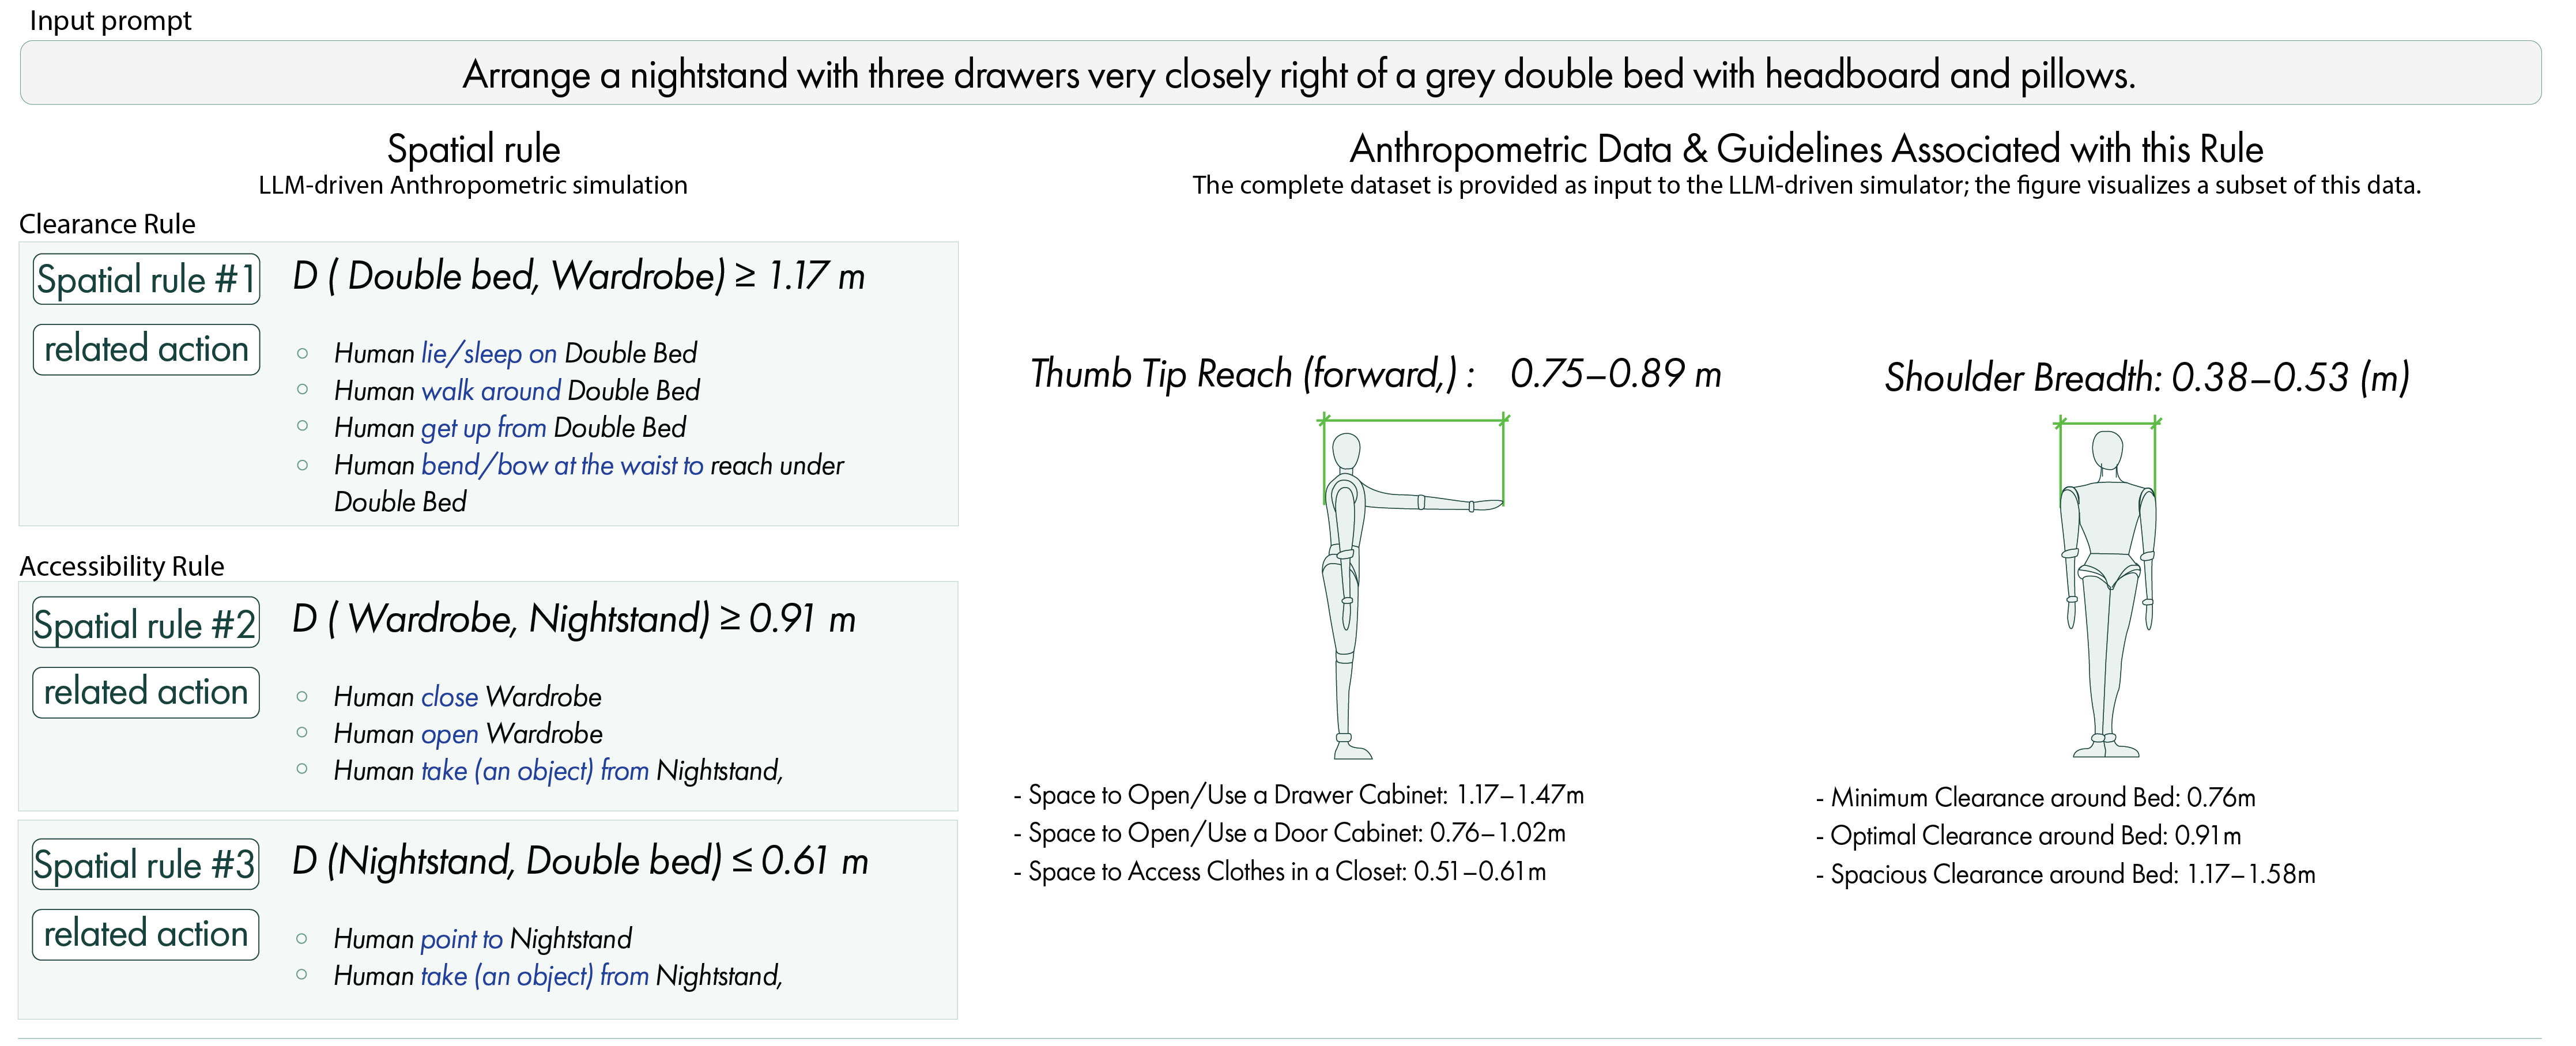 Input prompt
Arrange a nightstand with three drawers very closely right of a grey double bed with headboard and pillows.
Spatial rule
LLM-driven Anthropometric simulation
Clearance Rule
Spatial rule #1
D ( Double bed, Wardrobe) ≥ 1.17 m
related action
○ Human lie/sleep on Double Bed
○ Human walk around Double Bed
○ Human get up from Double Bed
○ Human bend/bow at the waist to reach under
Double Bed
Accessibility Rule
Spatial rule #2
D ( Wardrobe, Nightstand) ≥ 0.91 m
related action
○ Human close Wardrobe
○ Human open Wardrobe
○ Human take (an object) from Nightstand,
Spatial rule #3
D (Nightstand, Double bed) ≤ 0.61 m
related action
○ Human point to Nightstand
○ Human take (an object) from Nightstand,
Anthropometric Data & Guidelines Associated with this Rule
The complete dataset is provided as input to the LLM-driven simulator; the figure visualizes a subset of this data.
Thumb Tip Reach (forward,) : 0.75–0.89 m
- Space to Open/Use a Drawer Cabinet: 1.17–1.47m
- Space to Open/Use a Door Cabinet: 0.76–1.02m
- Space to Access Clothes in a Closet: 0.51–0.61m
Shoulder Breadth: 0.38–0.53 (m)
- Minimum Clearance around Bed: 0.76m
- Optimal Clearance around Bed: 0.91m
- Spacious Clearance around Bed: 1.17–1.58m